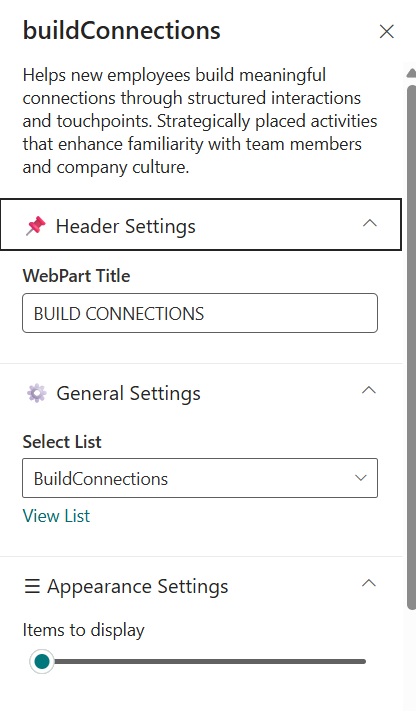 buildConnections
Helps new employees build meaningful
connections through structured interactions
and touchpoints. Strategically placed activities
that enhance familiarity with team members
and company culture.
Header Settings
WebPart Title
BUILD CONNECTIONS
General Settings
Select List
BuildConnections
View List
Appearance Settings
Items to display